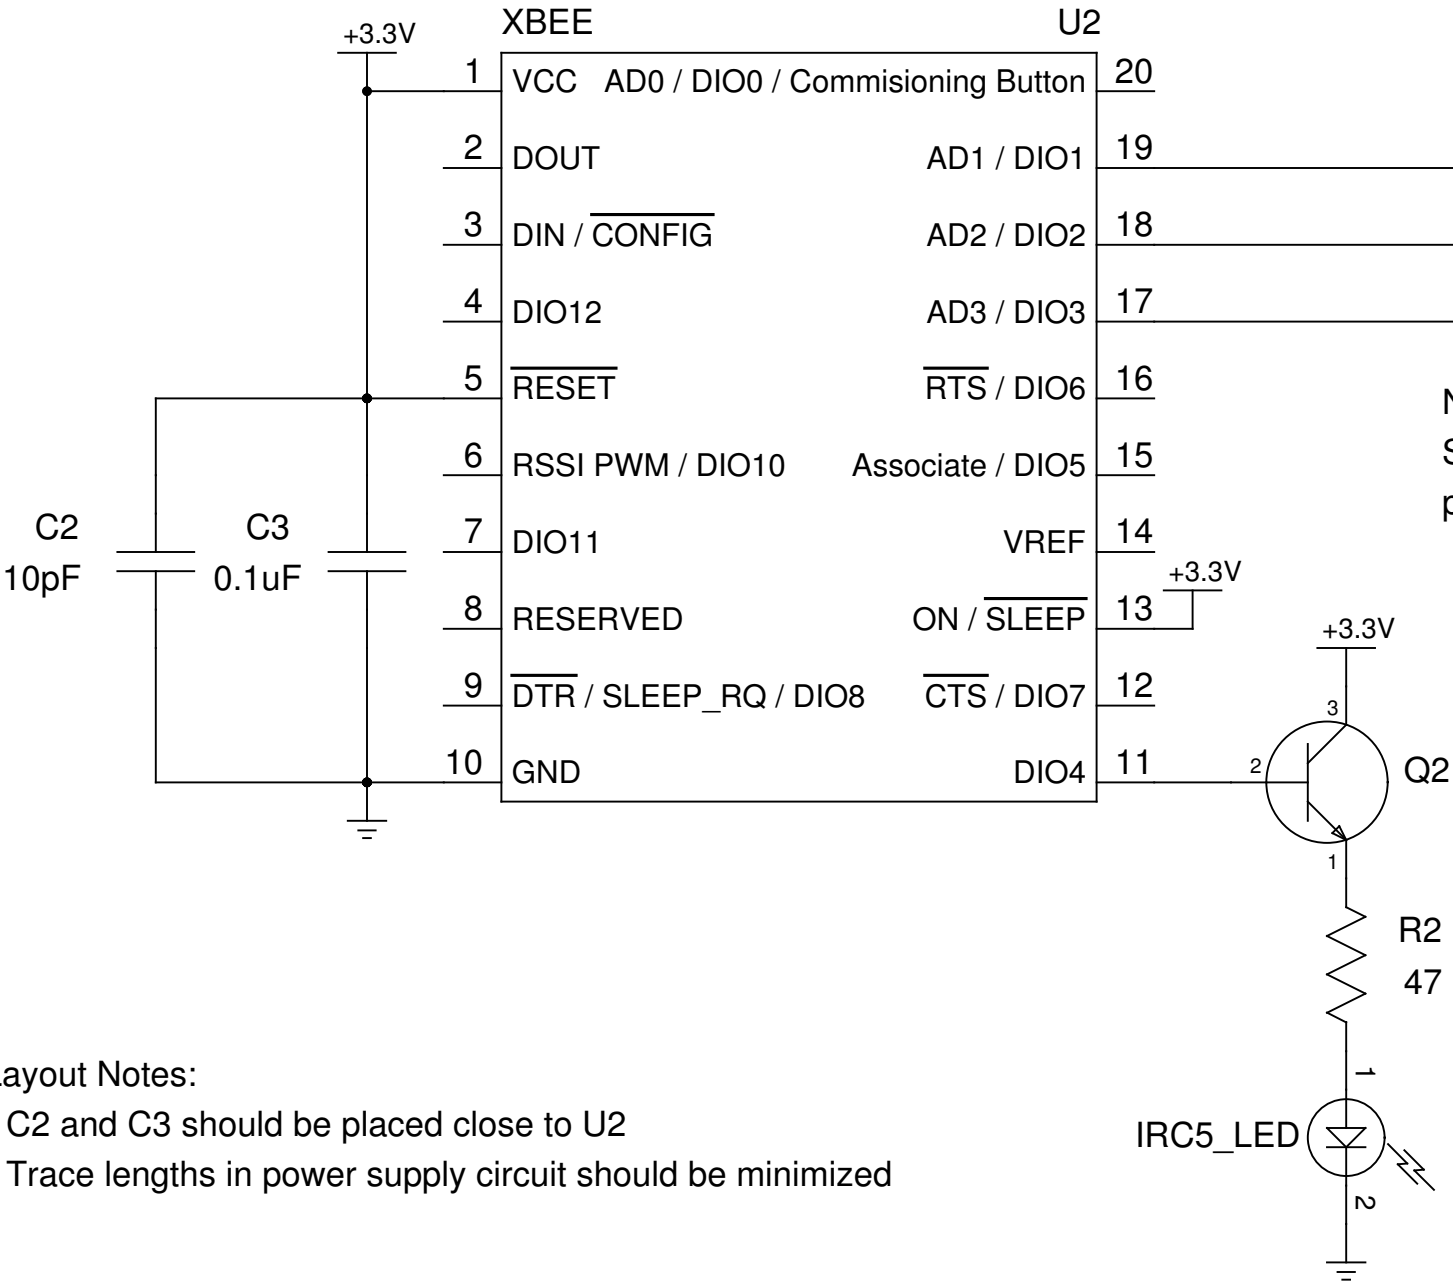 XBEE U2
+3.3V
1 VCC AD0 / DIO0 / Commisioning Button 20
2 DOUT AD1 / DIO1 19
3 DIN / CONFIG AD2 / DIO2 18
4 DIO12 AD3 / DIO3 17
5 RESET RTS / DIO6 16
6 RSSI PWM / DIO10 Associate / DIO5 15
7 DIO11 VREF 14
8 RESERVED ON / SLEEP 13
9 DTR / SLEEP_RQ / DIO8 CTS / DIO7 12
10 GND DIO4 11
C2
10pF
C3
0.1uF
+3.3V
+3.3V
3
2
Q2
1
R2
47
1
IRC5_LED
2
Notes:
C2 and C3 should be placed close to U2
Trace lengths in power supply circuit should be minimized